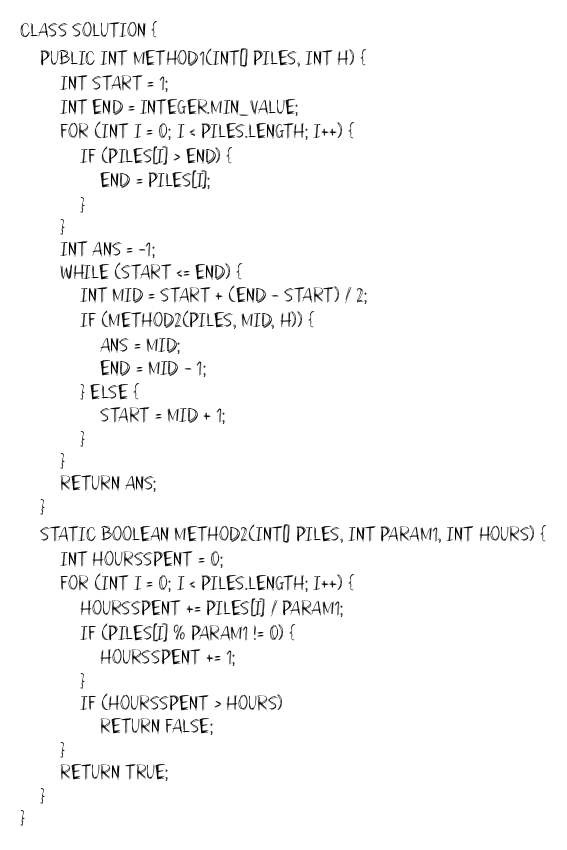 CLASS SOLUTION {
PUBLIC INT METHOD1(INT[] PILES, INT H) {
INT START = 1;
INT END = INTEGER.MIN_VALUE;
FOR (INT I = 0; I < PILES.LENGTH; I++) {
IF (PILES[I] > END) {
END = PILES[I];
}
}
INT ANS = -1;
WHILE (START <= END) {
INT MID = START + (END - START) / 2;
IF (METHOD2(PILES, MID, H)) {
ANS = MID;
END = MID - 1;
} ELSE {
START = MID + 1;
}
}
RETURN ANS;
}
STATIC BOOLEAN METHOD2(INT[] PILES, INT PARAM1, INT HOURS) {
INT HOURSSPENT = 0;
FOR (INT I = 0; I < PILES.LENGTH; I++) {
HOURSSPENT += PILES[I] / PARAM1;
IF (PILES[I] % PARAM1 != 0) {
HOURSSPENT += 1;
}
IF (HOURSSPENT > HOURS)
RETURN FALSE;
}
RETURN TRUE;
}
}